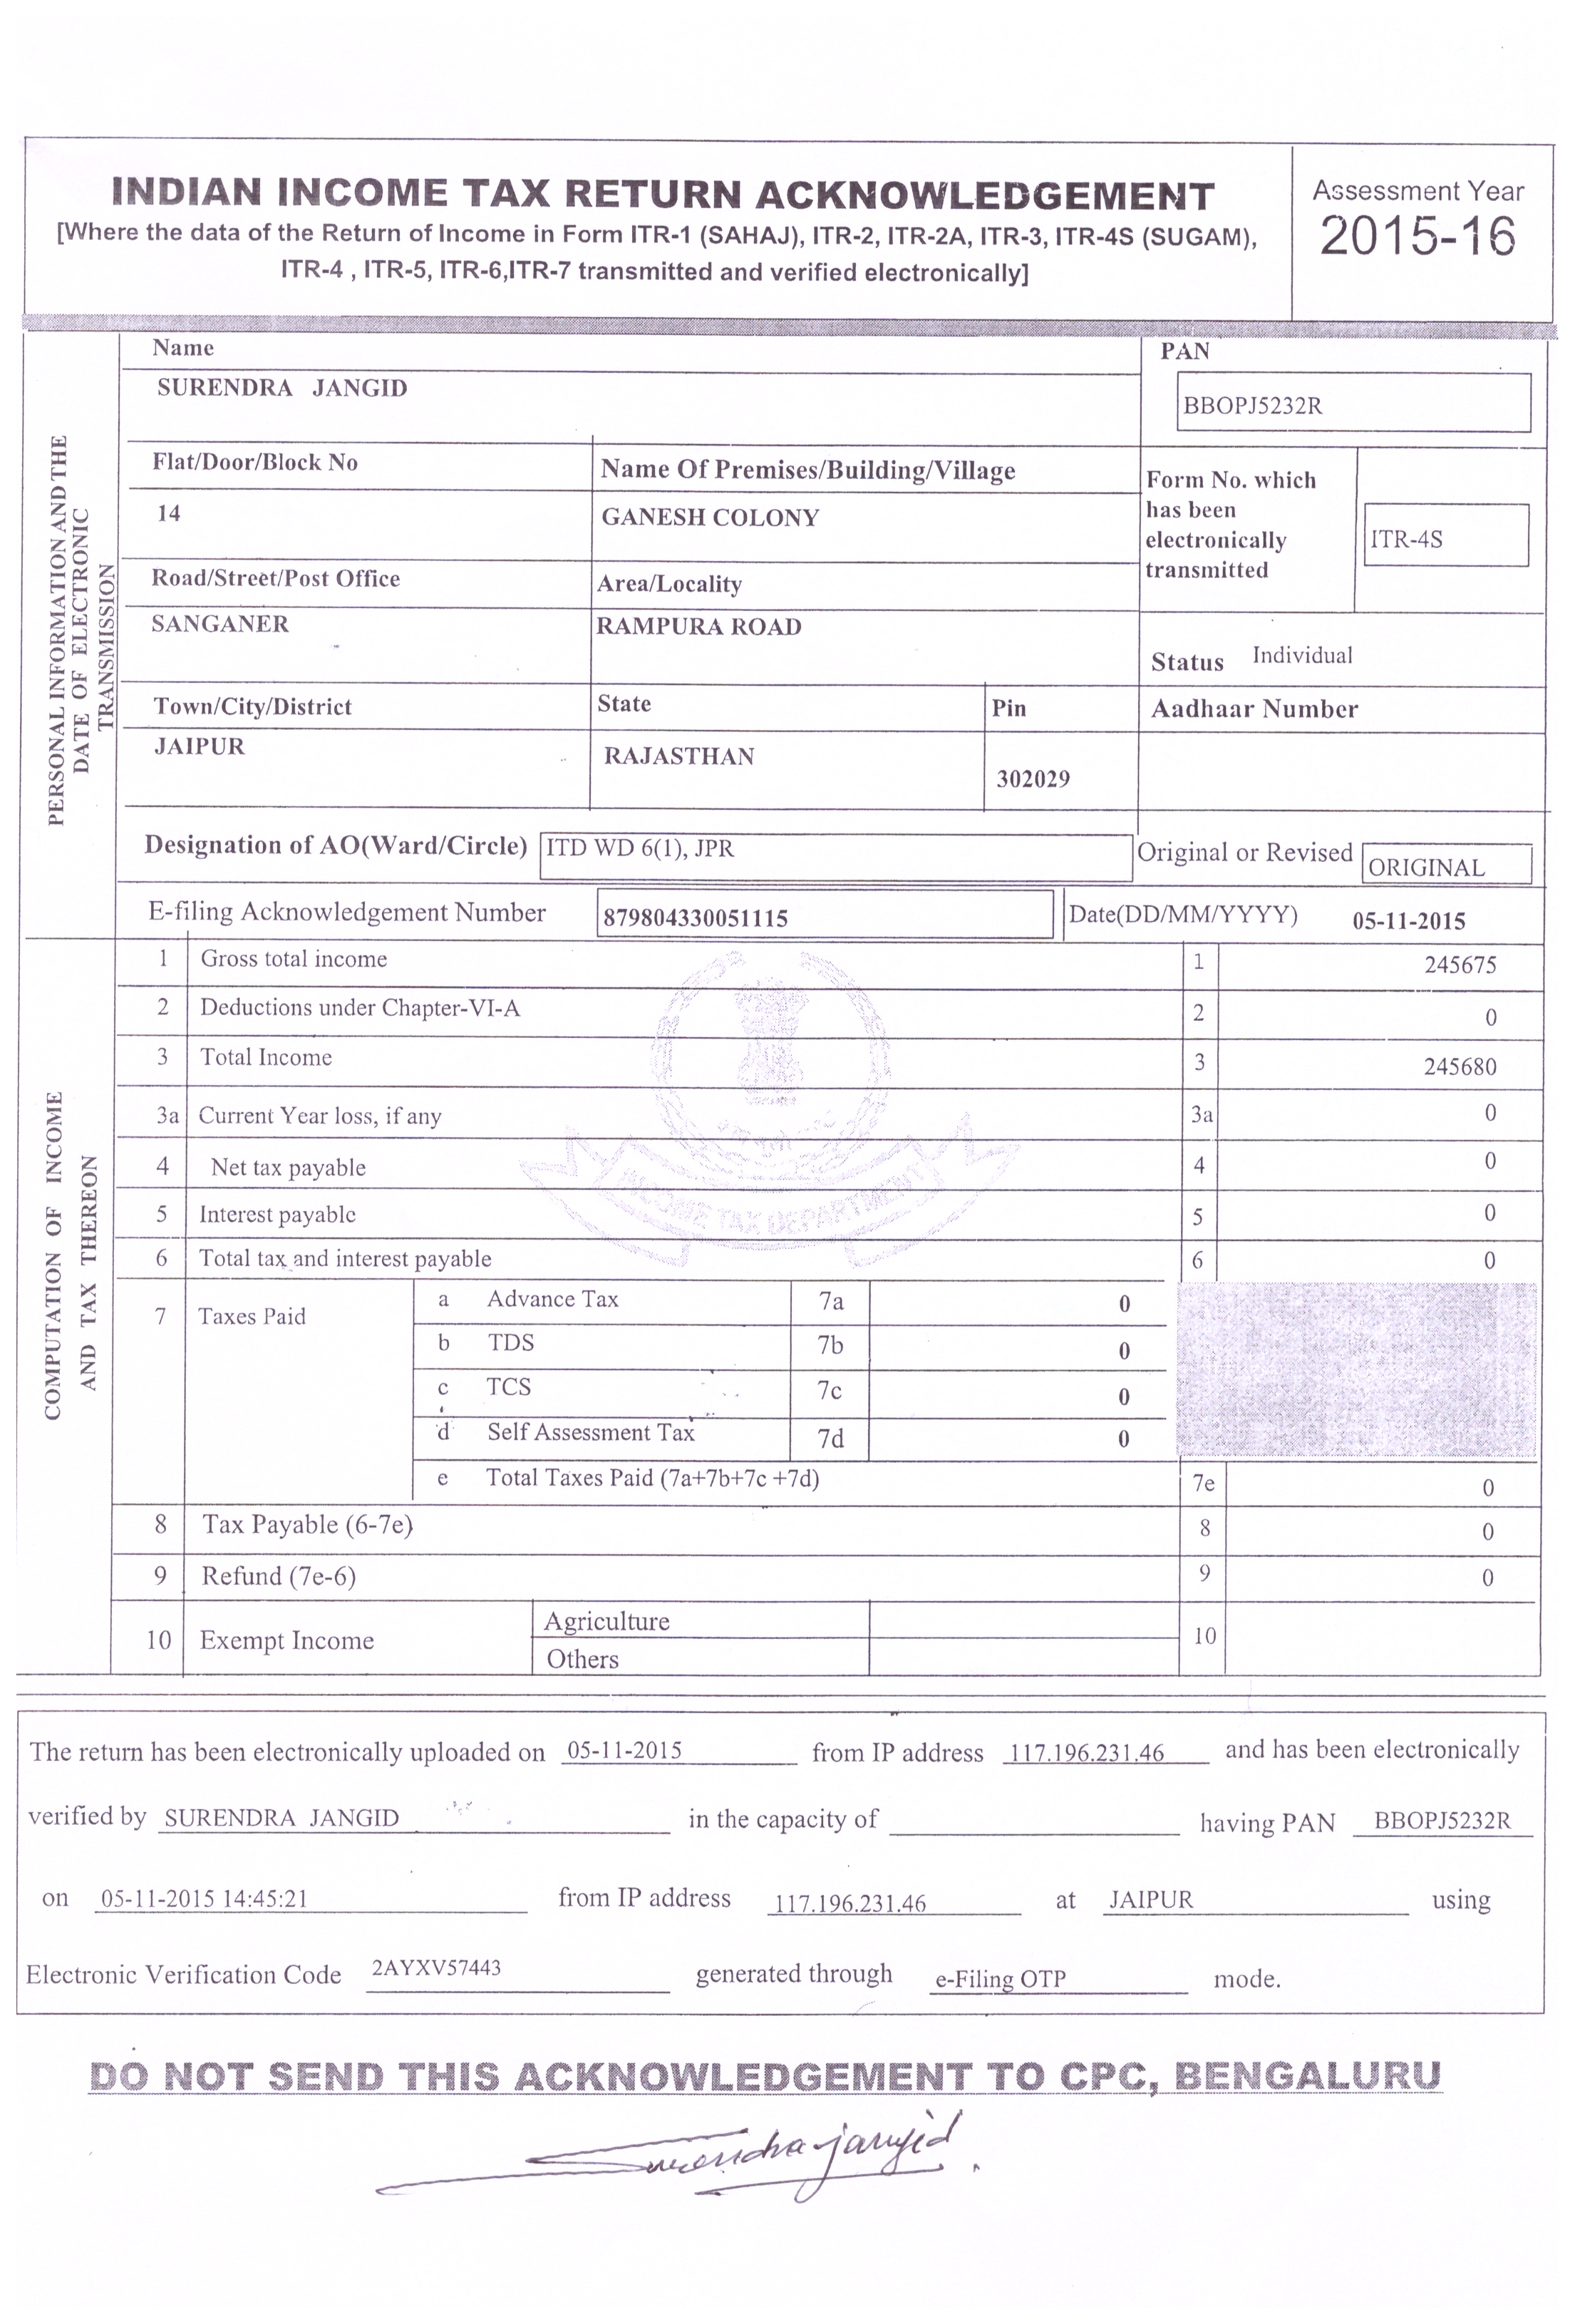 INDIAN INCOME TAX RETURN ACKNOWLEDGEMENT
[Where the data of the Return of Income in Form ITR-1 (SAHAJ), ITR-2, ITR-2A, ITR-3, ITR-4S (SUGAM),
ITR-4 , ITR-5, ITR-6,ITR-7 transmitted and verified electronically]
Assessment Year
2015-16
PERSONAL INFORMATION AND THE
DATE OF ELECTRONIC
TRANSMISSION
Name
SURENDRA JANGID
PAN
BBOPJ5232R
Flat/Door/Block No
14
Name Of Premises/Building/Village
GANESH COLONY
Form No. which
has been
electronically
transmitted
ITR-4S
Road/Street/Post Office
SANGANER
Area/Locality
RAMPURA ROAD
Status Individual
Town/City/District
JAIPUR
State
RAJASTHAN
Pin
302029
Aadhaar Number
Designation of AO(Ward/Circle) ITD WD 6(1), JPR
Original or Revised ORIGINAL
E-filing Acknowledgement Number 879804330051115
Date(DD/MM/YYYY) 05-11-2015
COMPUTATION OF INCOME
AND TAX THEREON
1 Gross total income 1 245675
2 Deductions under Chapter-VI-A 2 0
3 Total Income 3 245680
3a Current Year loss, if any 3a 0
4 Net tax payable 4 0
5 Interest payable 5 0
6 Total tax and interest payable 6 0
INCOME TAX DEPARTMENT
7 Taxes Paid
a Advance Tax 7a 0
b TDS 7b 0
c TCS 7c 0
d Self Assessment Tax 7d 0
e Total Taxes Paid (7a+7b+7c +7d) 7e 0
8 Tax Payable (6-7e) 8 0
9 Refund (7e-6) 9 0
10 Exempt Income
Agriculture
Others
10
The return has been electronically uploaded on 05-11-2015 from IP address 117.196.231.46 and has been electronically
verified by SURENDRA JANGID in the capacity of having PAN BBOPJ5232R
on 05-11-2015 14:45:21 from IP address 117.196.231.46 at JAIPUR using
Electronic Verification Code 2AYXV57443 generated through e-Filing OTP mode.
DO NOT SEND THIS ACKNOWLEDGEMENT TO CPC, BENGALURU
Surendra jangid